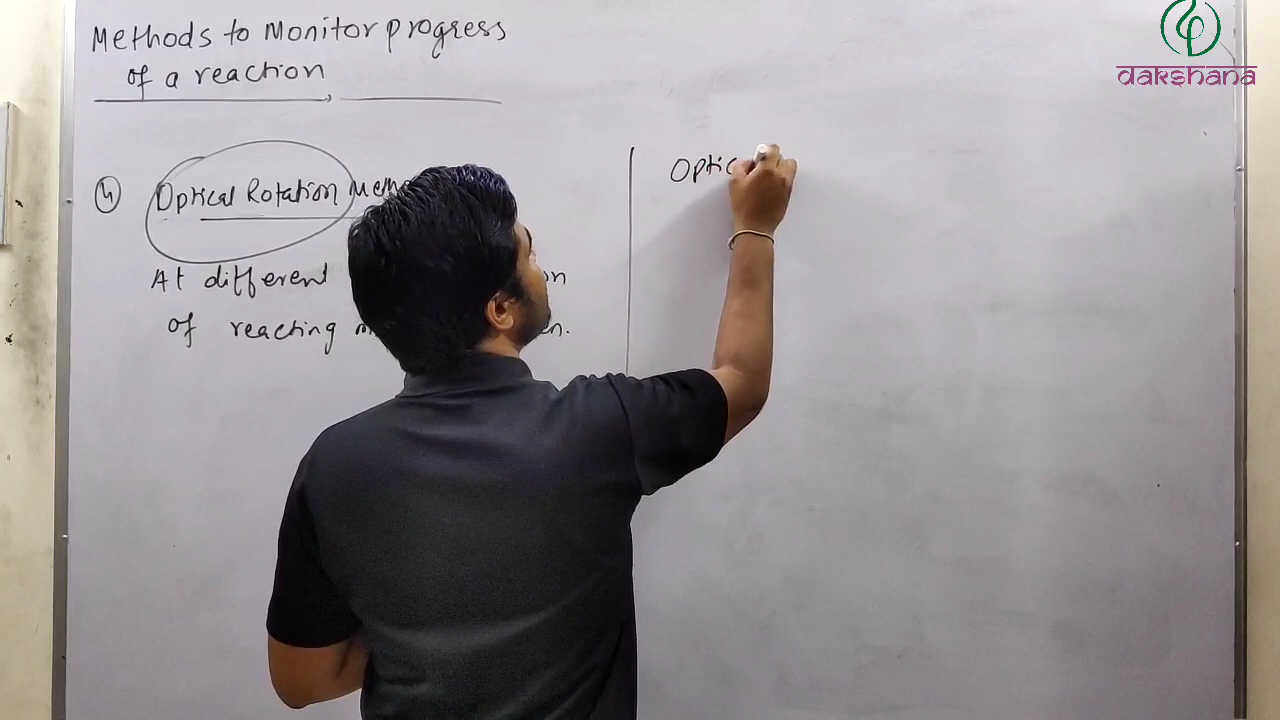 Methods to Monitor progress
of a reaction
4 Optical Rotation
At different
of reacting
Optic
dakshana